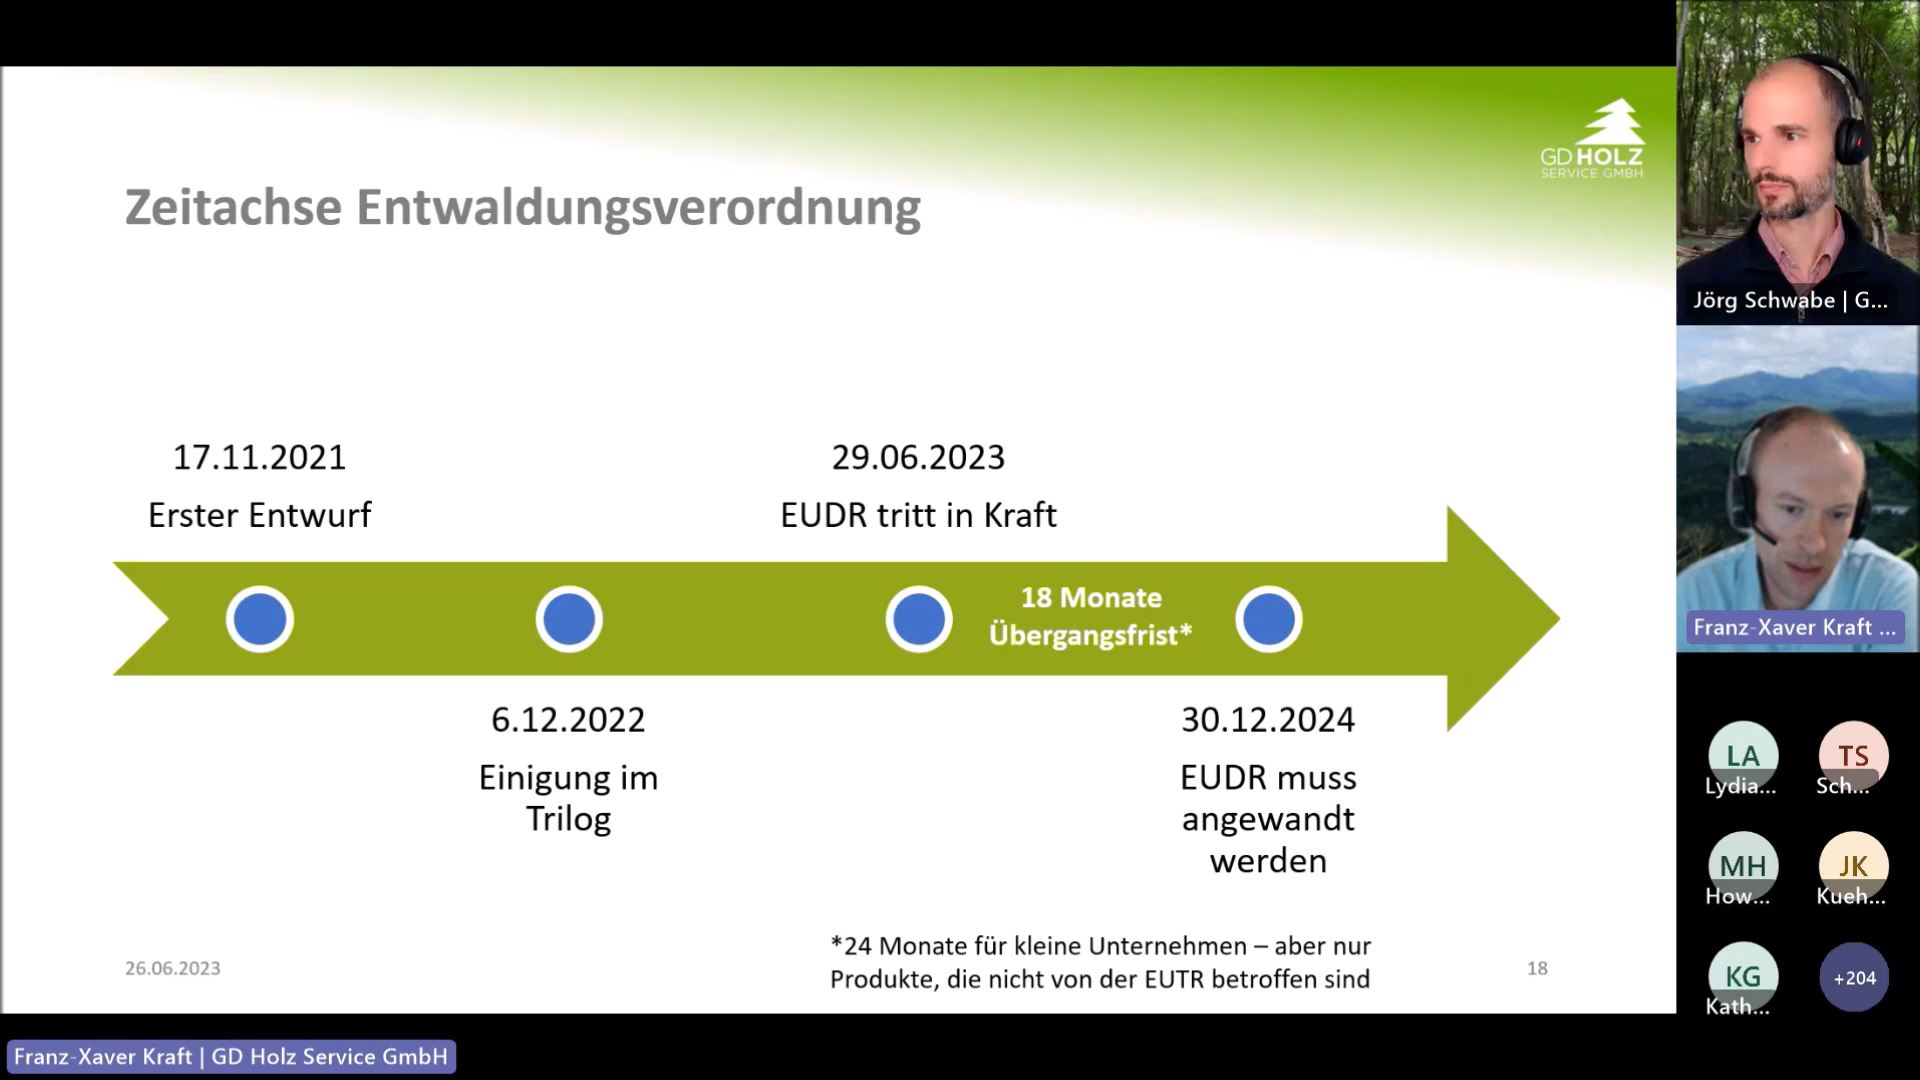 GD HOLZ
SERVICE GMBH
Zeitachse Entwaldungsverordnung
17.11.2021
Erster Entwurf
29.06.2023
EUDR tritt in Kraft
18 Monate
Übergangsfrist*
6.12.2022
Einigung im
Trilog
30.12.2024
EUDR muss
angewandt
werden
*24 Monate für kleine Unternehmen – aber nur
Produkte, die nicht von der EUTR betroffen sind
26.06.2023
18
Jörg Schwabe | G...
Franz-Xaver Kraft ...
LA
Lydia...
TS
Sch...
MH
How...
JK
Kueh...
KG
Kath...
+204
Franz-Xaver Kraft | GD Holz Service GmbH